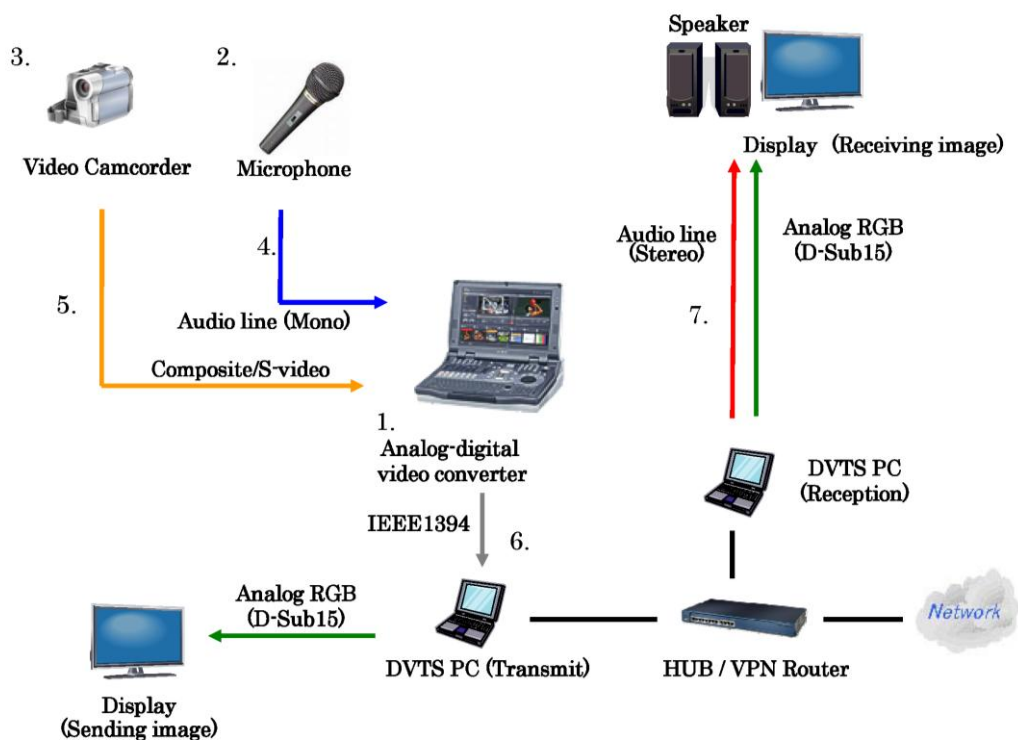 Speaker
3.
2.
Video Camcorder
Microphone
Display (Receiving image)
Audio line
(Stereo)
Analog RGB
(D-Sub15)
4.
5.
7.
Audio line (Mono)
Composite/S-video
1.
Analog-digital
video converter
DVTS PC
(Reception)
IEEE1394
6.
Analog RGB
(D-Sub15)
Network
DVTS PC (Transmit)
HUB / VPN Router
Display
(Sending image)